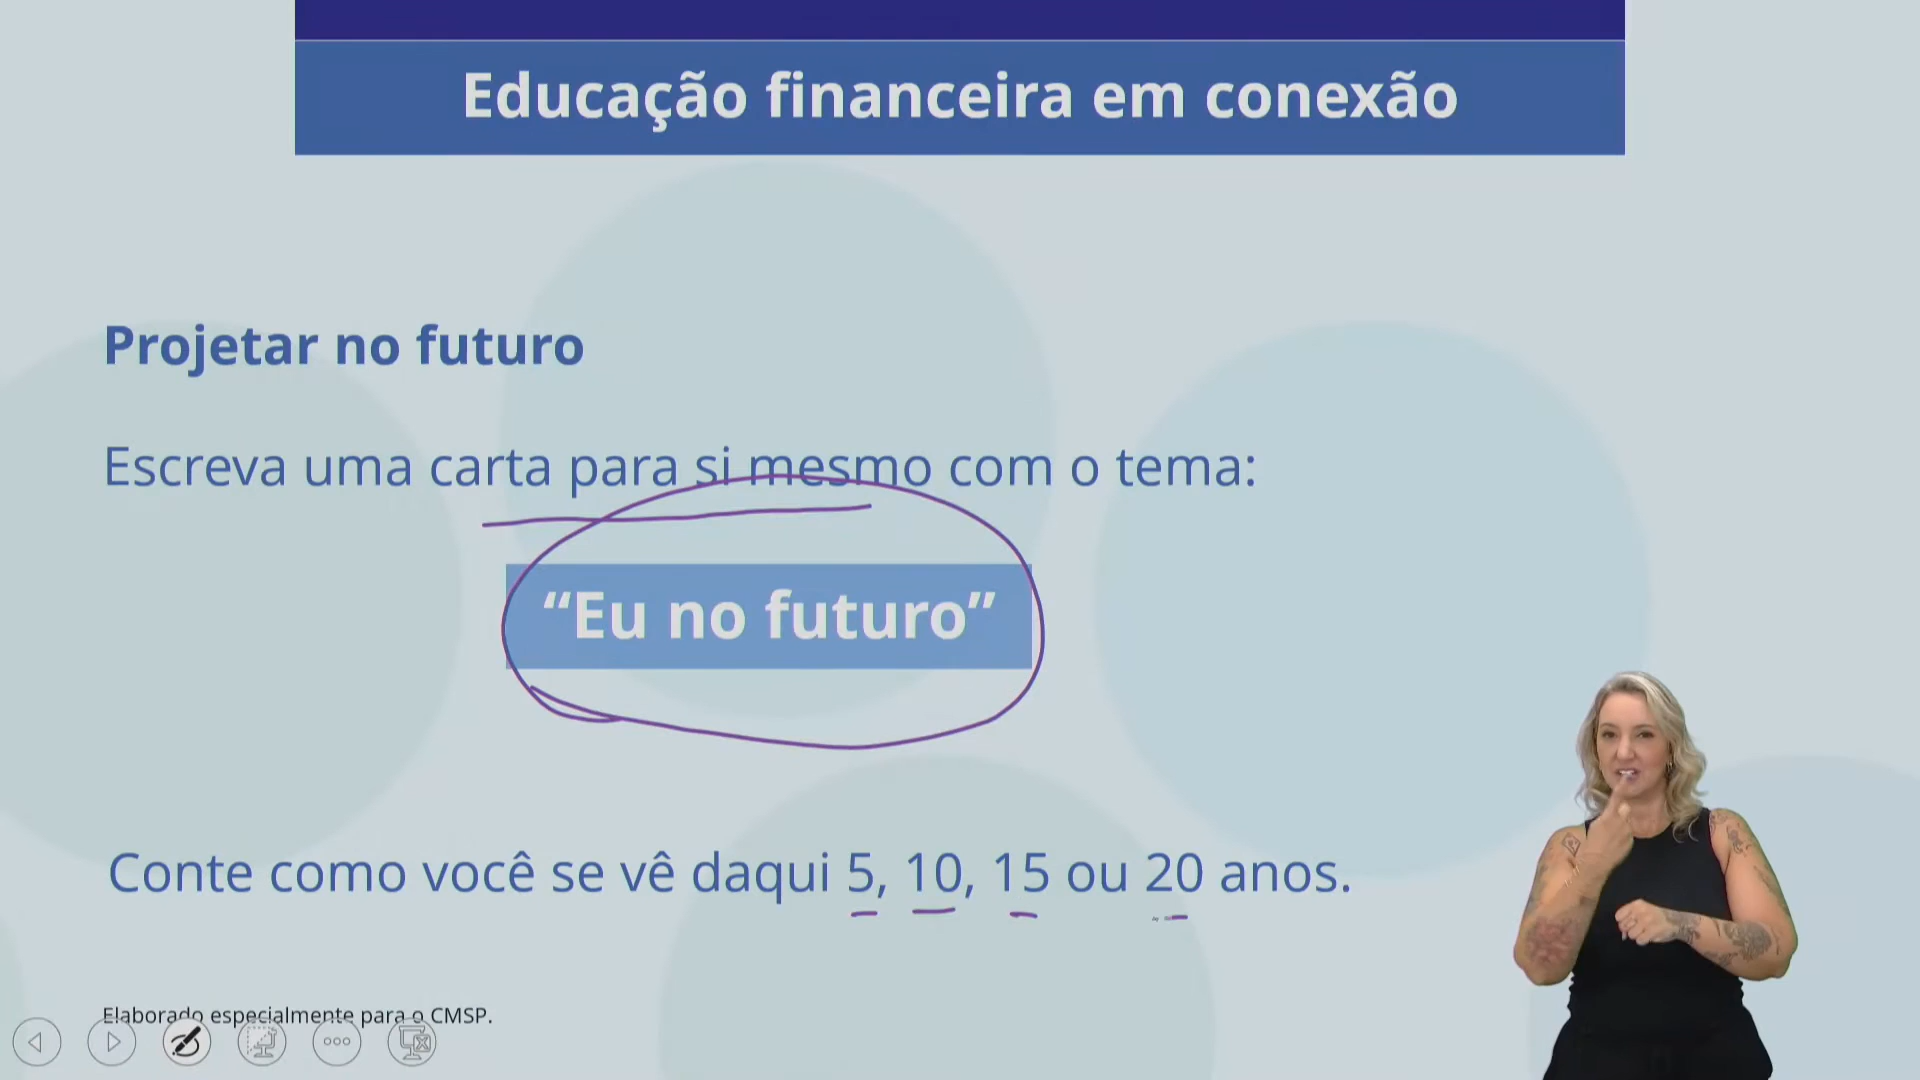 Educação financeira em conexão
Projetar no futuro
Escreva uma carta para si mesmo com o tema:
“Eu no futuro”
Conte como você se vê daqui 5, 10, 15 ou 20 anos.
Elaborado especialmente para o CMSP.